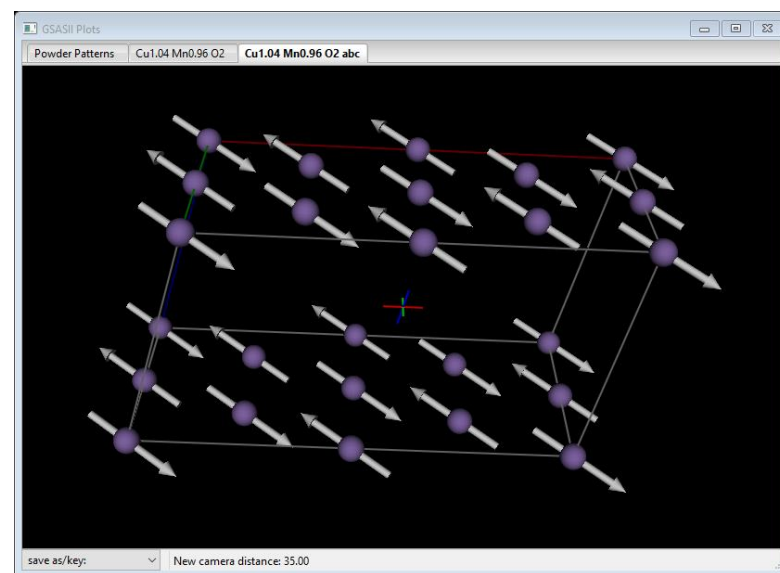 GSASII Plots
Powder Patterns Cu1.04 Mn0.96 O2 Cu1.04 Mn0.96 O2 abc
save as/key: New camera distance: 35.00